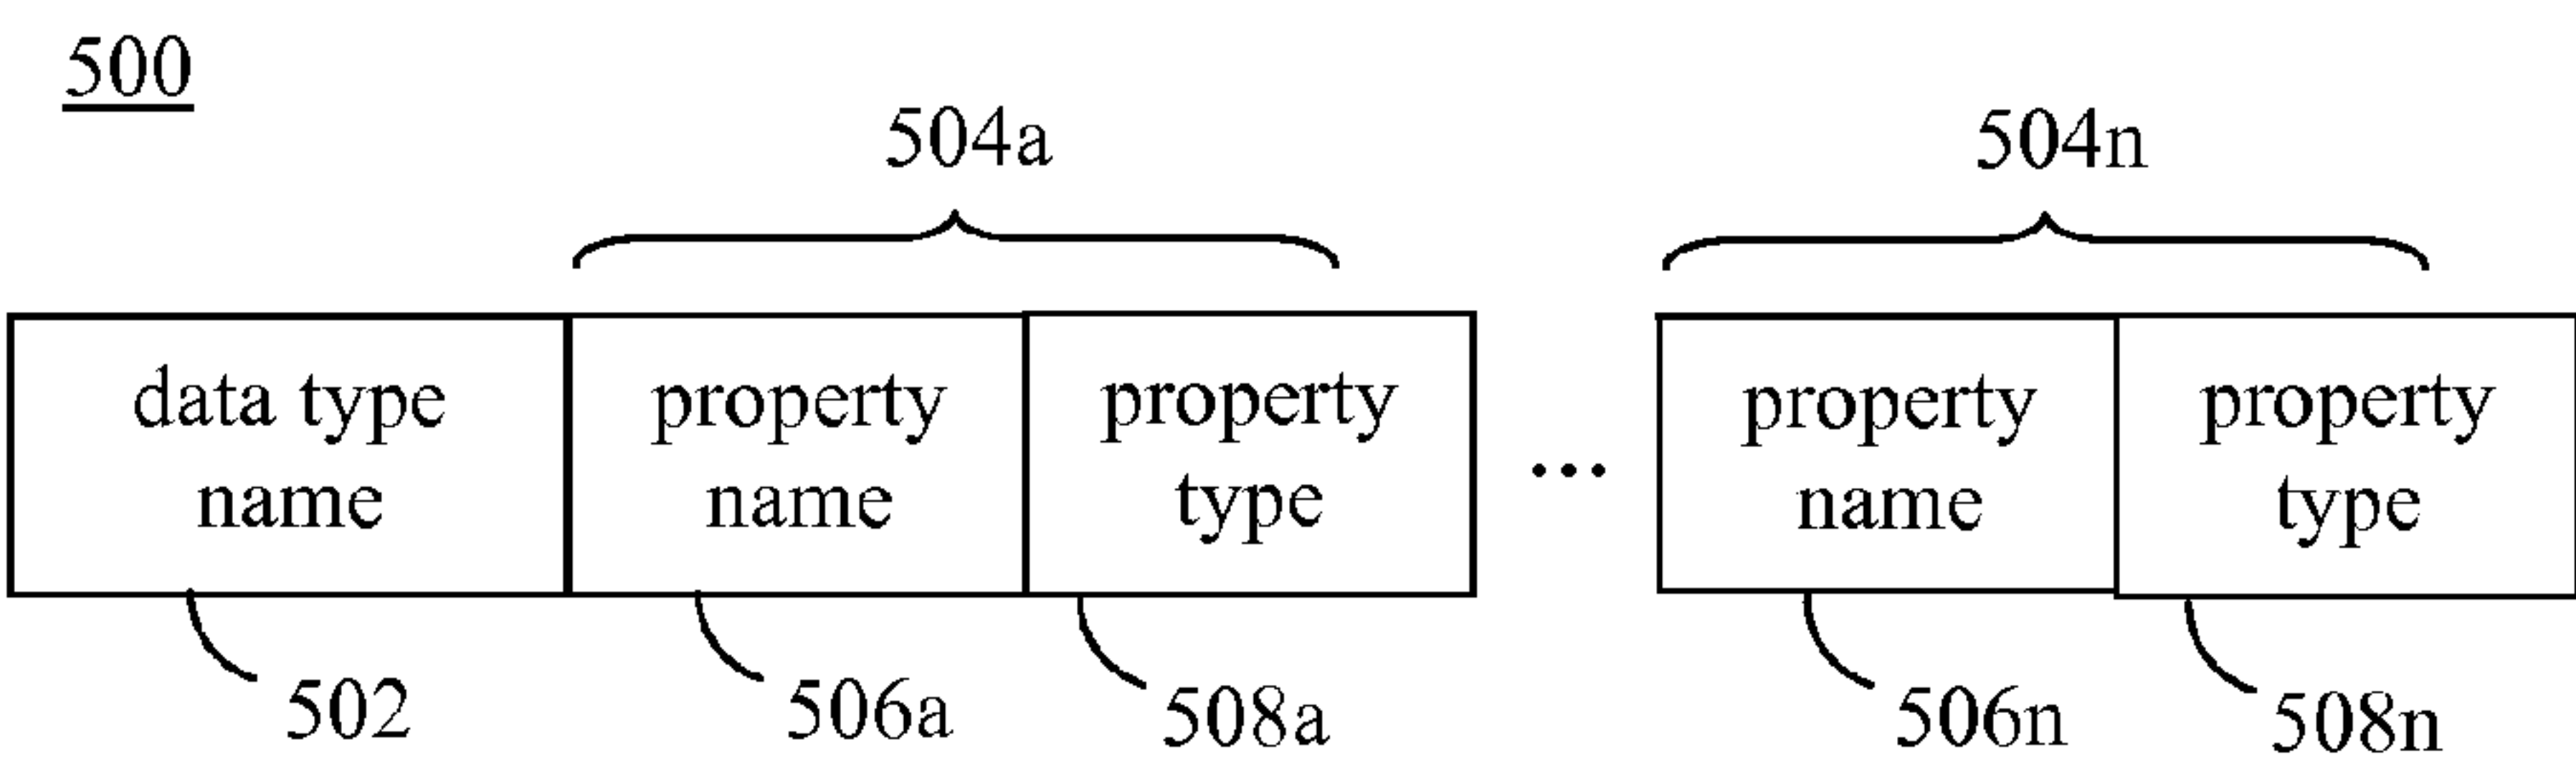 500
504a
504n
data type
name
property
name
property
type
...
property
name
property
type
502
506a
508a
506n
508n